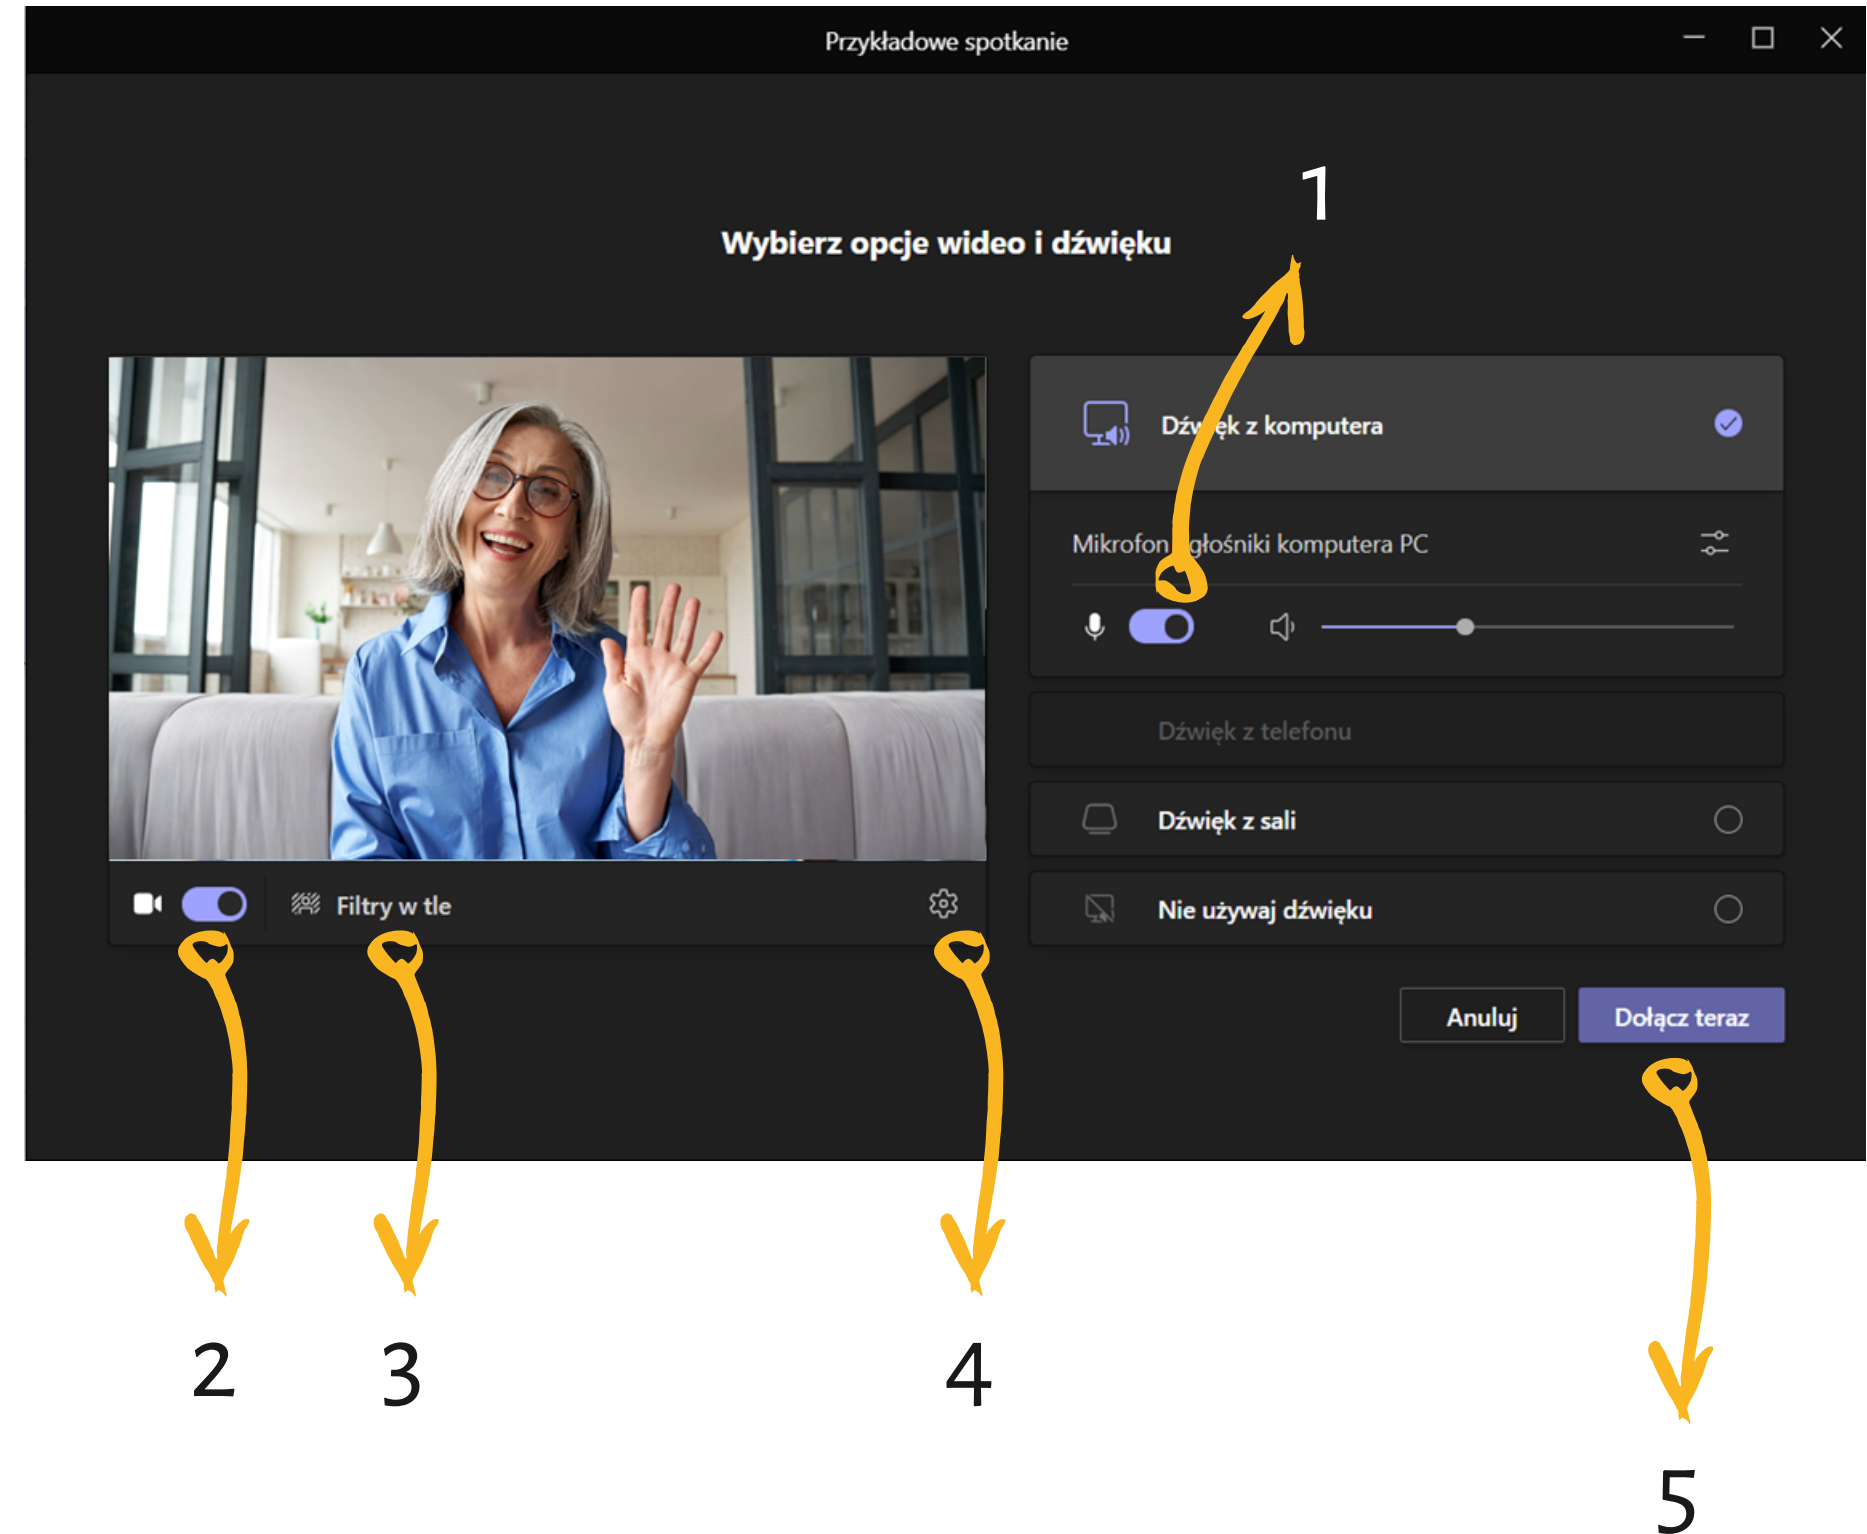 Przykładowe spotkanie
1
Wybierz opcje wideo i dźwięku
Dźwięk z komputera
Mikrofon głośniki komputera PC
Dźwięk z telefonu
Dźwięk z sali
Filtry w tle
Nie używaj dźwięku
Anuluj
Dołącz teraz
2
3
4
5